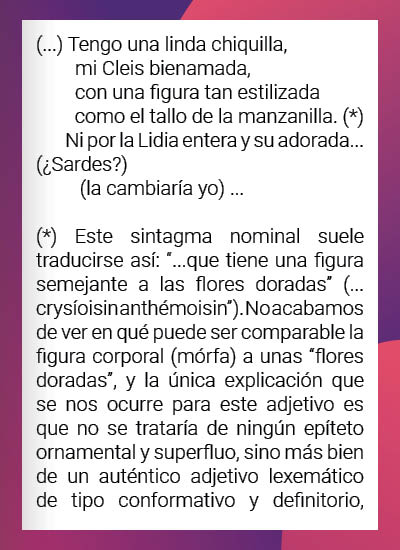 (...) Tengo una linda chiquilla,
mi Cleis bienamada,
con una figura tan estilizada
como el tallo de la manzanilla. (*)
Ni por la Lidia entera y su adorada...
(¿Sardes?)
(la cambiaría yo) ...
(*) Este sintagma nominal suele
traducirse así: "...que tiene una figura
semejante a las flores doradas" (...
crysíoisinanthémoisin").Noacabamos
de ver en qué puede ser comparable la
figura corporal (mórfa) a unas “flores
doradas”, y la única explicación que
se nos ocurre para este adjetivo es
que no se trataría de ningún epíteto
ornamental y superfluo, sino más bien
de un auténtico adjetivo lexemático
de tipo conformativo y definitorio,